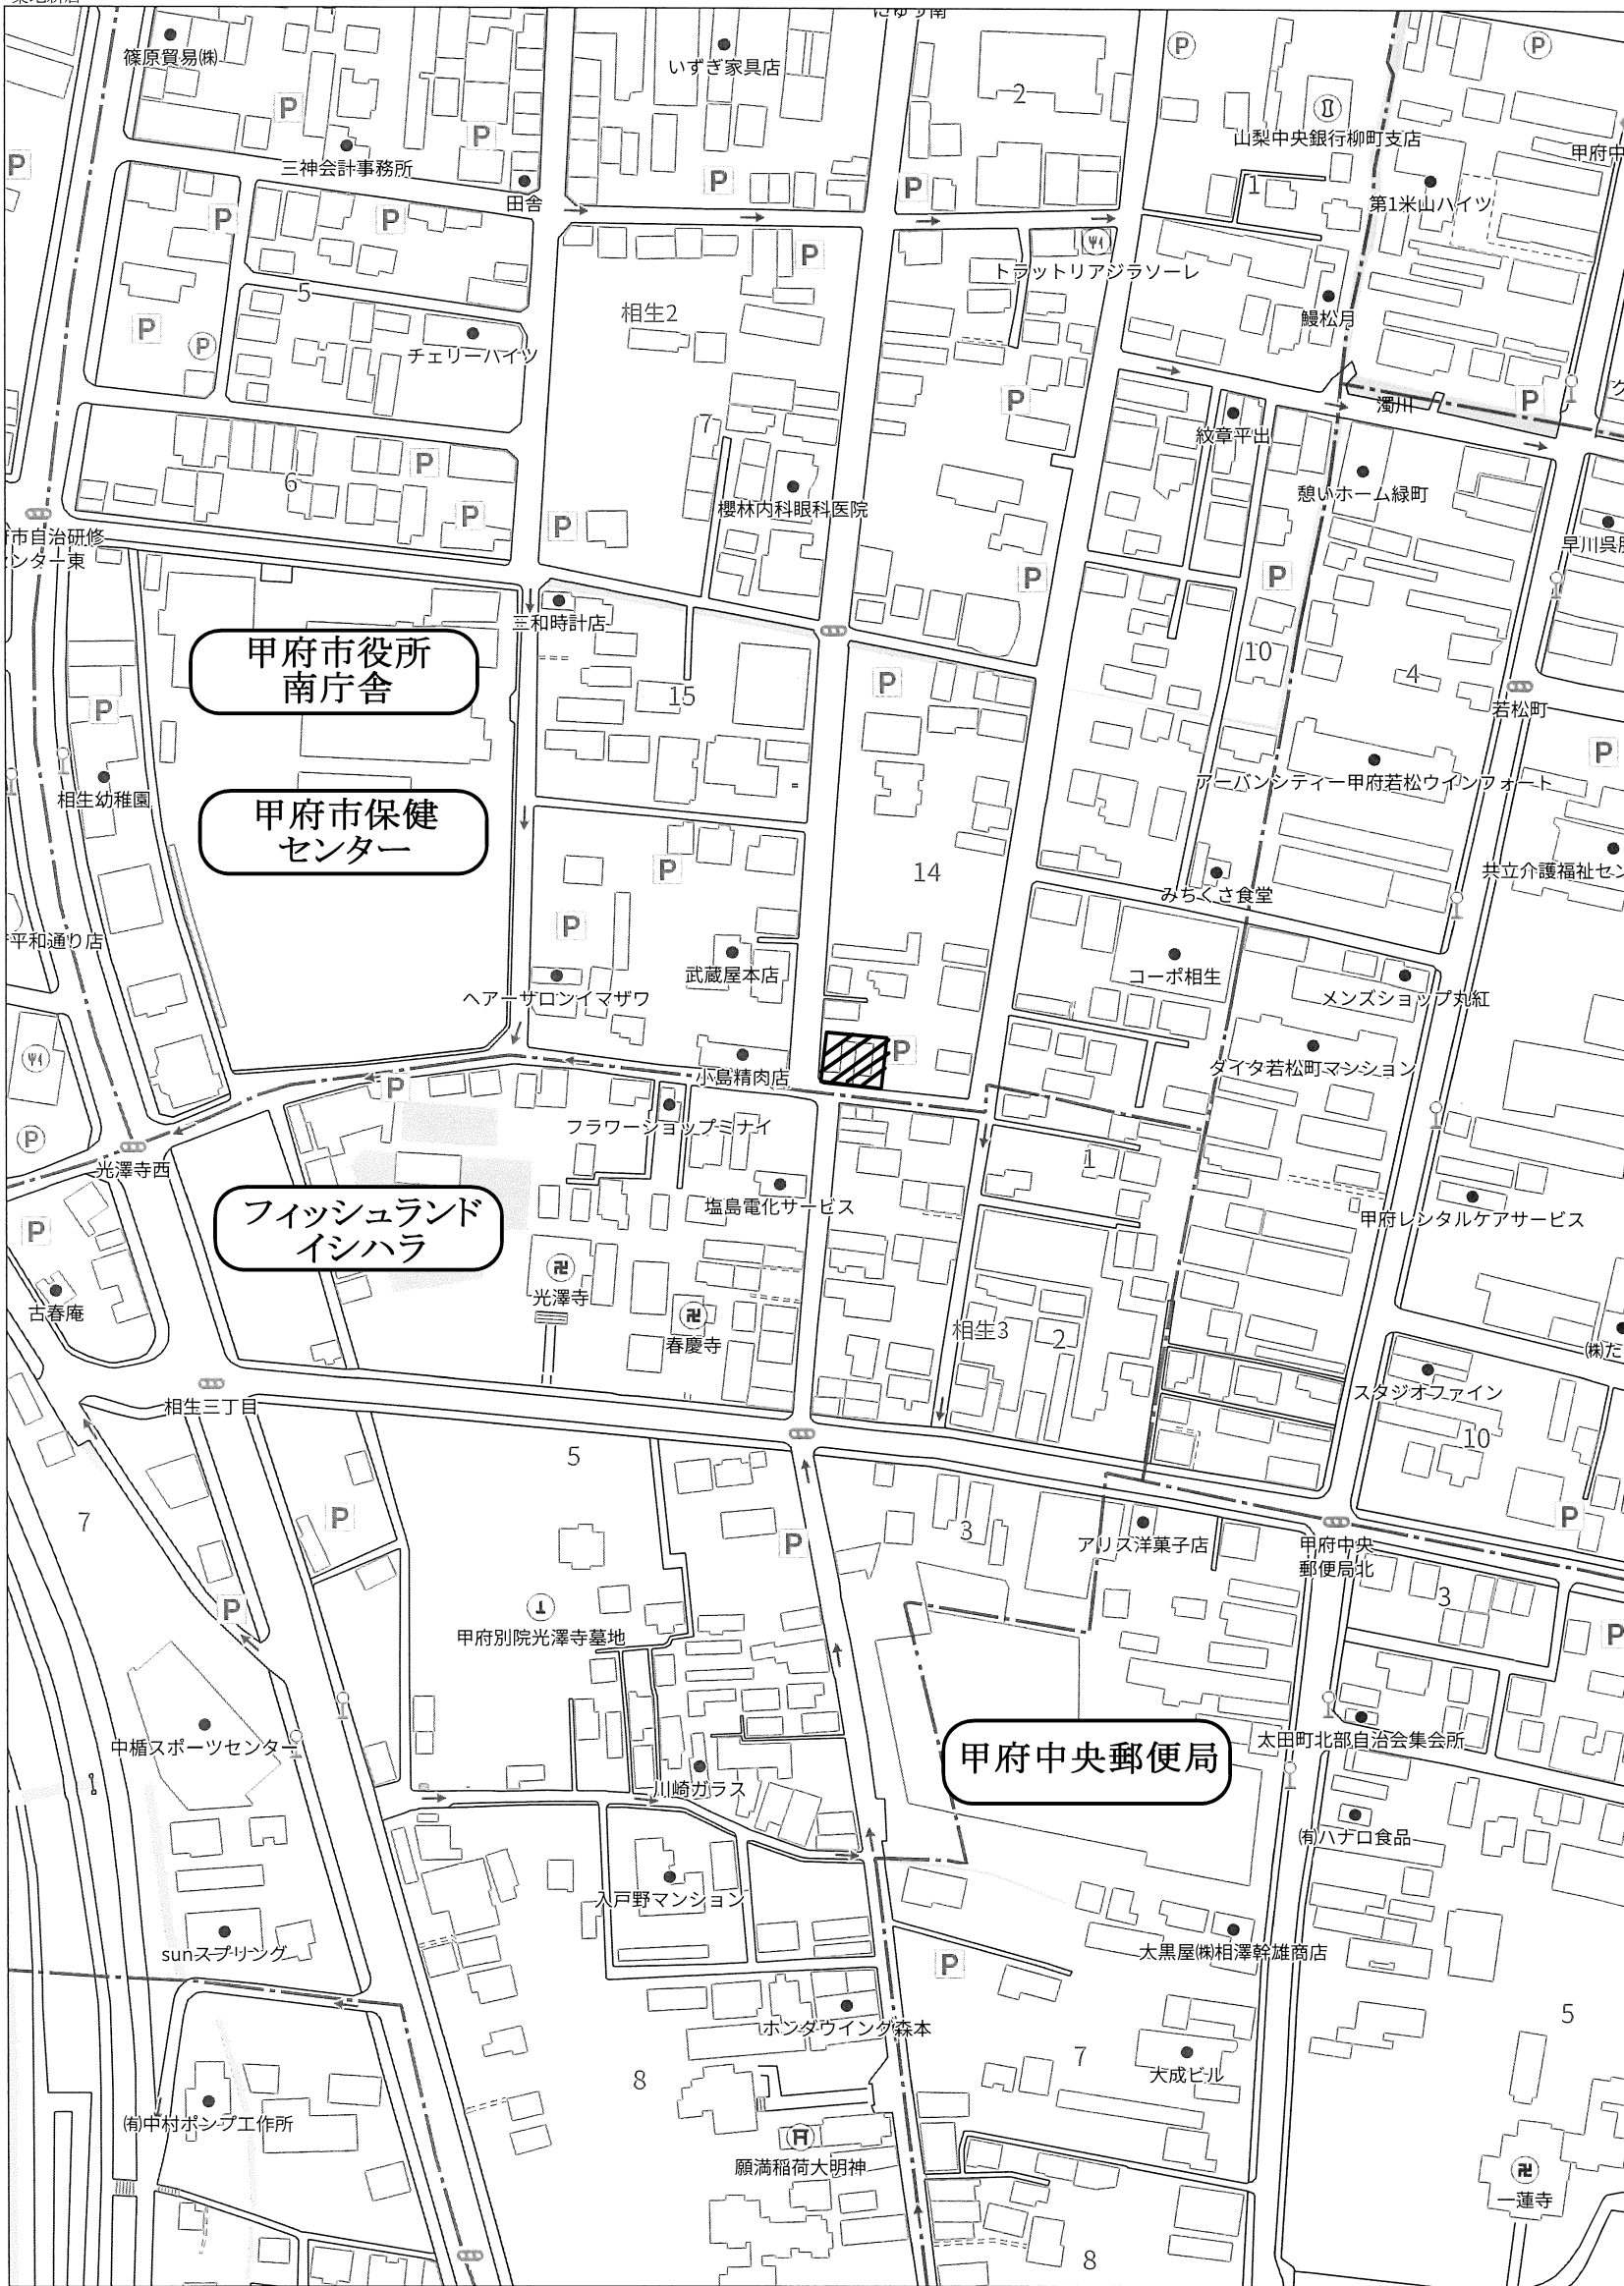 篠原貿易㈱
P
いずぎ家具店
2
P
P
P
P
山梨中央銀行柳町支店
三神会計事務所
P
P
P
1
第1米山ハイツ
田舎
P
P
P
トラットリアジラソーレ
5
相生2
鰻松月
P
P
チェリーハイツ
P
P
濁川
7
紋章平出
P
6
P
櫻林内科眼科医院
憩いホーム緑町
P
市自治研修
ンター東
P
P
三和時計店
甲府市役所
南庁舎
10
4
15
P
P
若松町
P
相生幼稚園
アーバンシティー甲府若松ウインフォート
甲府市保健
センター
P
14
みちくさ食堂
P
平和通り店
武蔵屋本店
コーポ相生
ヘアーサロンイマザワ
メンズショップ丸紅
P
小島精肉店
ダイタ若松町マンション
P
フラワーショップミナイ
P
光澤寺西
1
塩島電化サービス
甲府レンタルケアサービス
フィッシュランド
イシハラ
P
卍
光澤寺
古春庵
卍
春慶寺
相生3
2
スタジオファイン
相生三丁目
5
10
P
7
P
3
アリス洋菓子店
甲府中央
郵便局北
P
3
P
甲府別院光澤寺墓地
P
中楯スポーツセンター
甲府中央郵便局
太田町北部自治会集会所
川崎ガラス
㈲ハナロ食品
入戸野マンション
sunスプリング
太黒屋㈱相澤幹雄商店
P
ホンダウイング森本
5
7
大成ビル
8
㈲中村ポンプ工作所
願満稲荷大明神
卍
一蓮寺
8